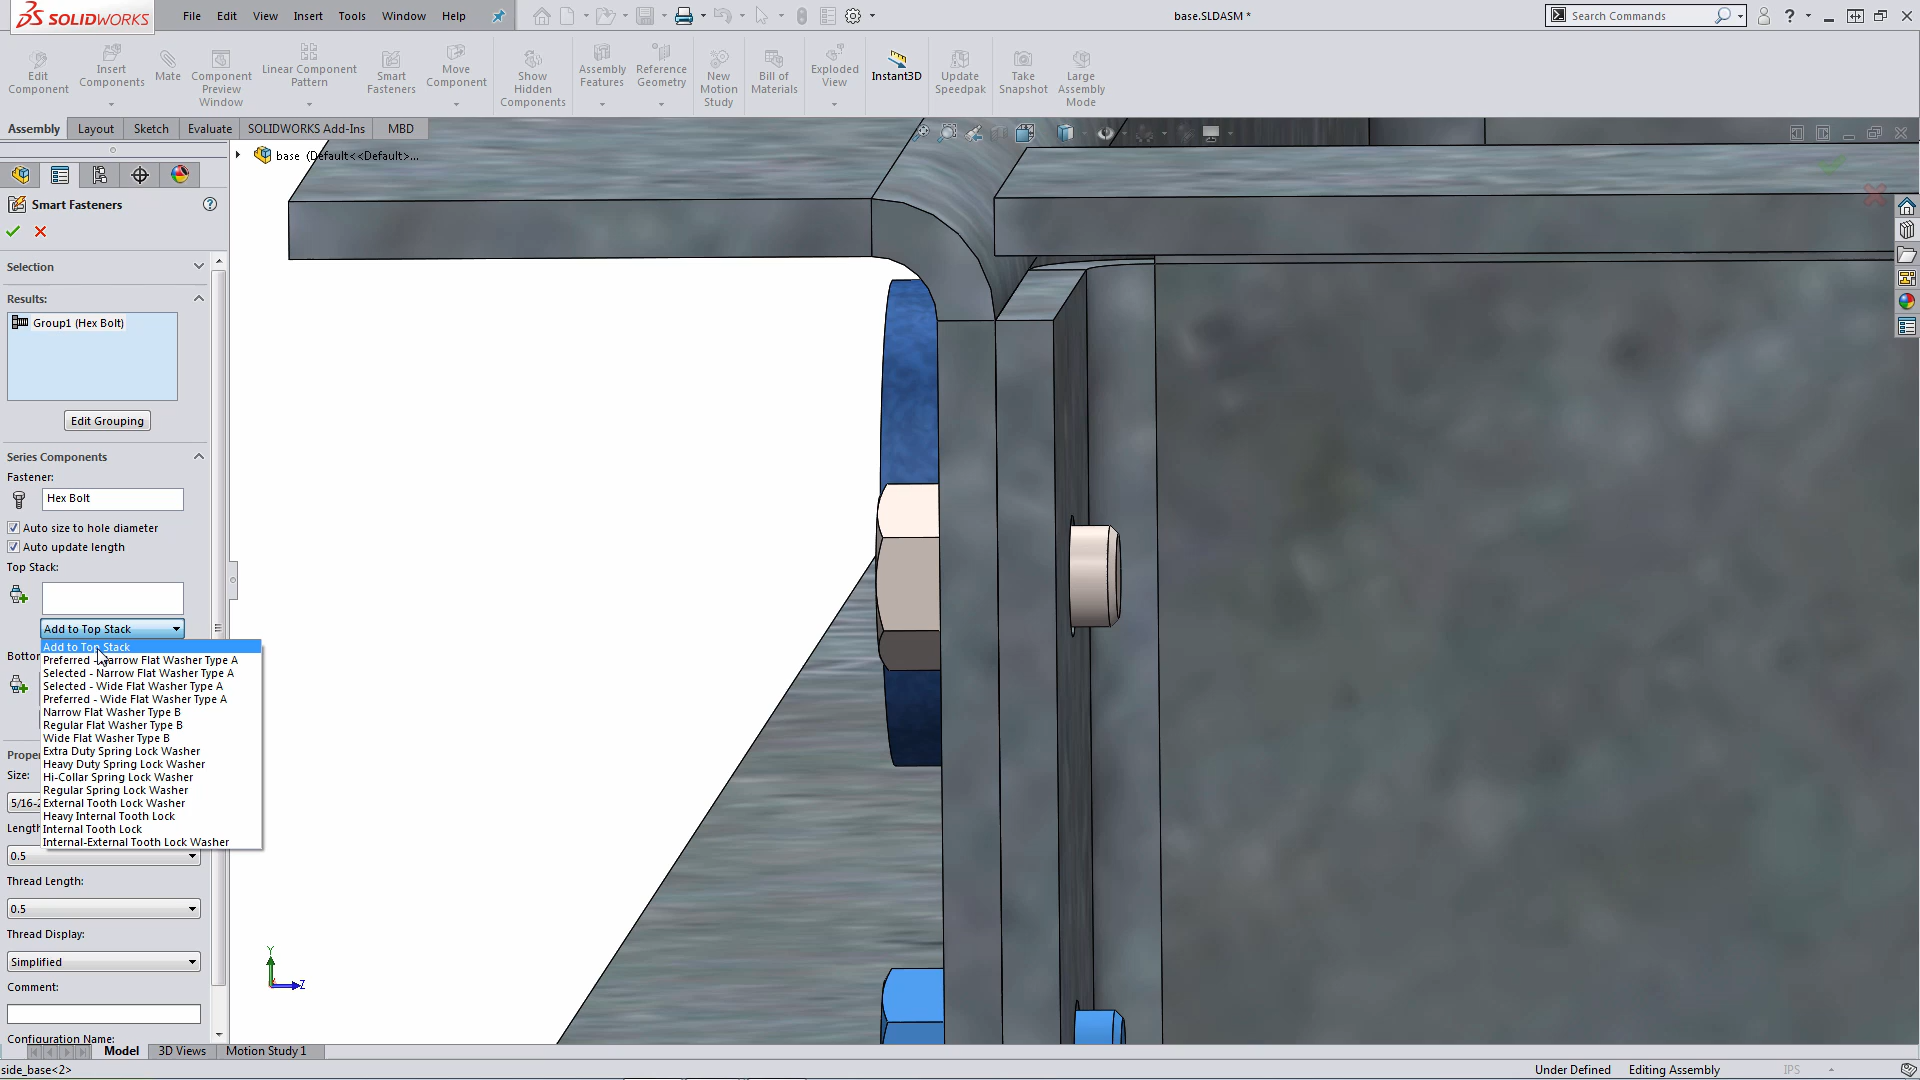 SOLIDWORKS
File Edit View Insert Tools Window Help
base.SLDASM *
Search Commands
Edit Component
Insert Components
Mate
Component Preview Window
Linear Component Pattern
Smart Fasteners
Move Component
Show Hidden Components
Assembly Features
Reference Geometry
New Motion Study
Bill of Materials
Exploded View
Instant3D
Update Speedpak
Take Snapshot
Large Assembly Mode
Assembly Layout Sketch Evaluate SOLIDWORKS Add-Ins MBD
base (Default<<Default>...
Smart Fasteners
Selection
Results:
Group1 (Hex Bolt)
Edit Grouping
Series Components
Fastener:
Hex Bolt
Auto size to hole diameter
Auto update length
Top Stack:
Add to Top Stack
Add to Top Stack
Preferred - Narrow Flat Washer Type A
Selected - Narrow Flat Washer Type A
Selected - Wide Flat Washer Type A
Preferred - Wide Flat Washer Type A
Narrow Flat Washer Type B
Regular Flat Washer Type B
Wide Flat Washer Type B
Extra Duty Spring Lock Washer
Heavy Duty Spring Lock Washer
Hi-Collar Spring Lock Washer
Regular Spring Lock Washer
External Tooth Lock Washer
Heavy Internal Tooth Lock
Internal Tooth Lock
Internal-External Tooth Lock Washer
Size:
0.5
Thread Length:
0.5
Thread Display:
Simplified
Comment:
Configuration Name:
Y
Z
Model 3D Views Motion Study 1
side_base<2>
Under Defined Editing Assembly IPS